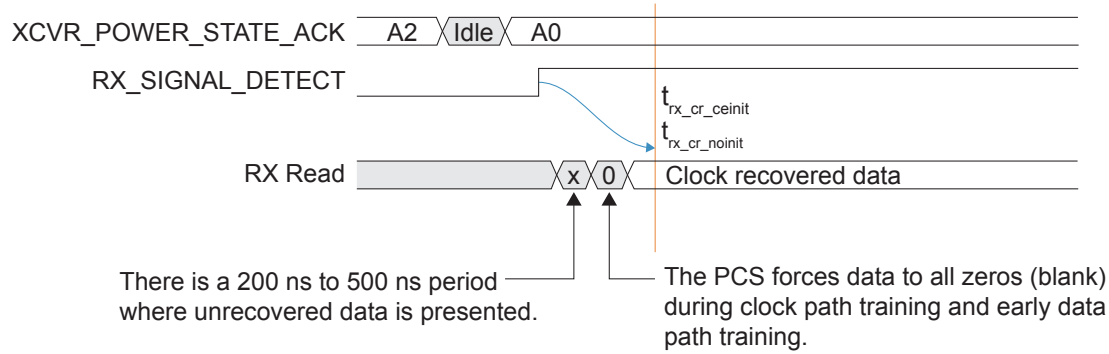 XCVR_POWER_STATE_ACK A2 Idle A0
RX_SIGNAL_DETECT
t_rx_cr_ceinit
t_rx_cr_noinit
RX Read x 0 Clock recovered data
There is a 200 ns to 500 ns period
where unrecovered data is presented.
The PCS forces data to all zeros (blank)
during clock path training and early data
path training.